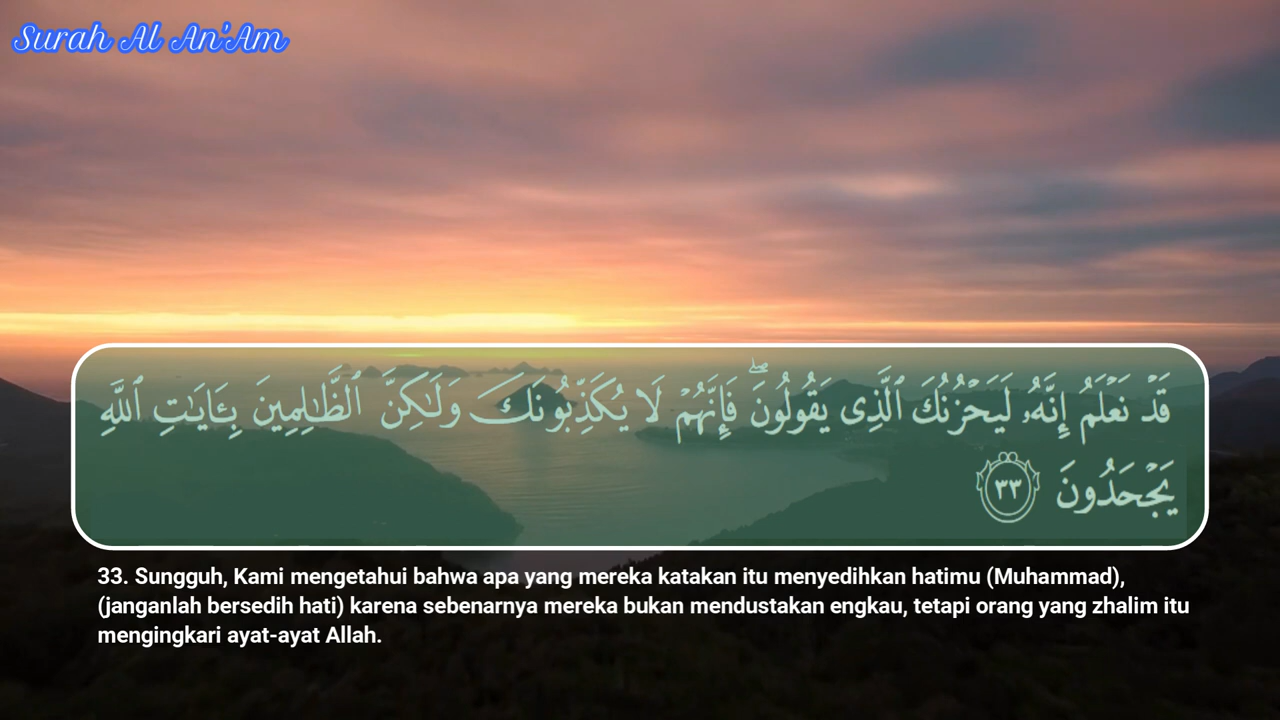 Surah Al An'Am
قَدْ نَعْلَمُ إِنَّهُۥ لَيَحْزُنُكَ ٱلَّذِى يَقُولُونَ ۖ فَإِنَّهُمْ لَا يُكَذِّبُونَكَ وَلَـٰكِنَّ ٱلظَّـٰلِمِينَ بِـَٔايَـٰتِ ٱللَّهِ
يَجْحَدُونَ ٣٣
33. Sungguh, Kami mengetahui bahwa apa yang mereka katakan itu menyedihkan hatimu (Muhammad),
(janganlah bersedih hati) karena sebenarnya mereka bukan mendustakan engkau, tetapi orang yang zhalim itu
mengingkari ayat-ayat Allah.